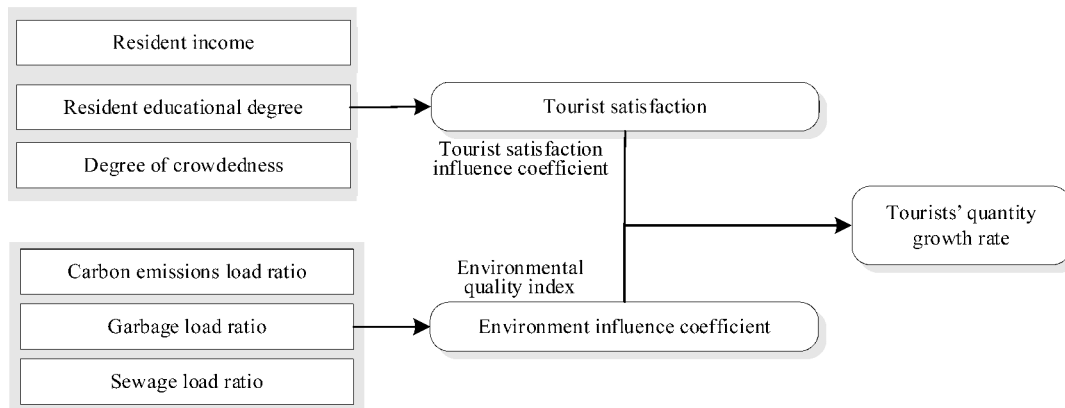 Resident income
Resident educational degree
Degree of crowdedness
Tourist satisfaction
Tourist satisfaction
influence coefficient
Tourists' quantity
growth rate
Carbon emissions load ratio
Garbage load ratio
Sewage load ratio
Environmental
quality index
Environment influence coefficient